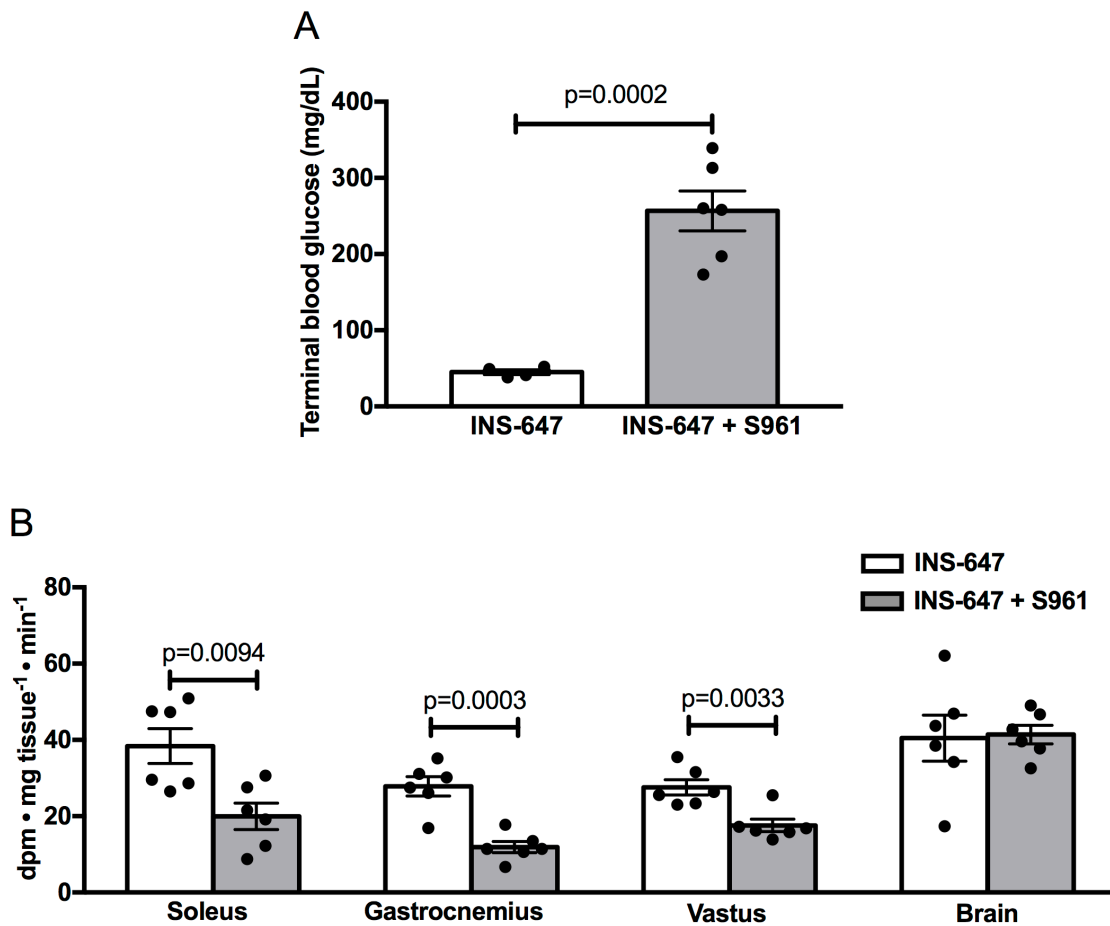 A
p=0.0002
Terminal blood glucose (mg/dL)
400
300
200
100
0
INS-647
INS-647 + S961
B
INS-647
INS-647 + S961
dpm • mg tissue⁻¹ • min⁻¹
80
60
40
20
0
p=0.0094
p=0.0003
p=0.0033
Soleus
Gastrocnemius
Vastus
Brain